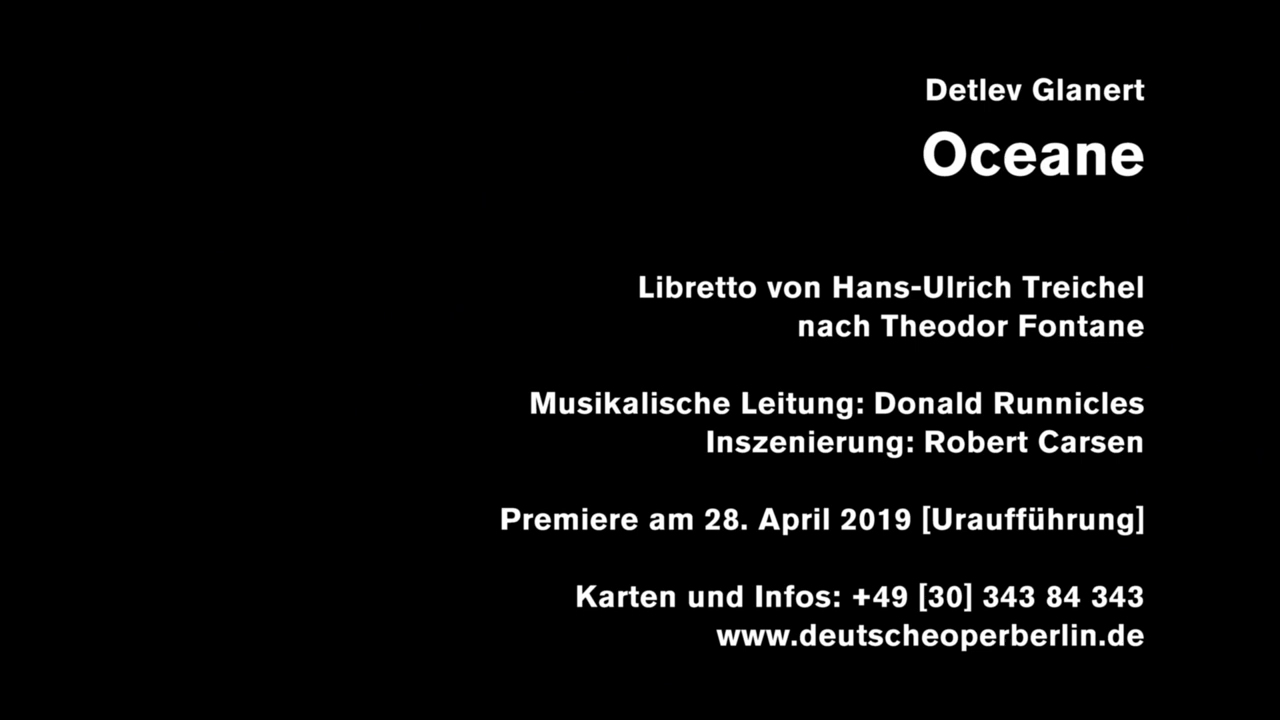 Detlev Glanert
Oceane
Libretto von Hans-Ulrich Treichel
nach Theodor Fontane
Musikalische Leitung: Donald Runnicles
Inszenierung: Robert Carsen
Premiere am 28. April 2019 [Uraufführung]
Karten und Infos: +49 [30] 343 84 343
www.deutscheoperberlin.de